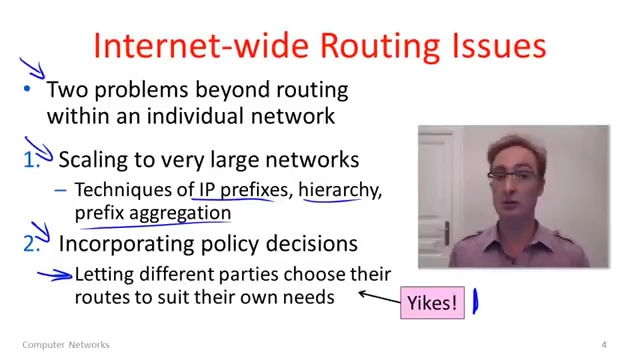 Internet-wide Routing Issues
• Two problems beyond routing
within an individual network
1. Scaling to very large networks
– Techniques of IP prefixes, hierarchy,
prefix aggregation
2. Incorporating policy decisions
– Letting different parties choose their
routes to suit their own needs
Yikes!
Computer Networks
4